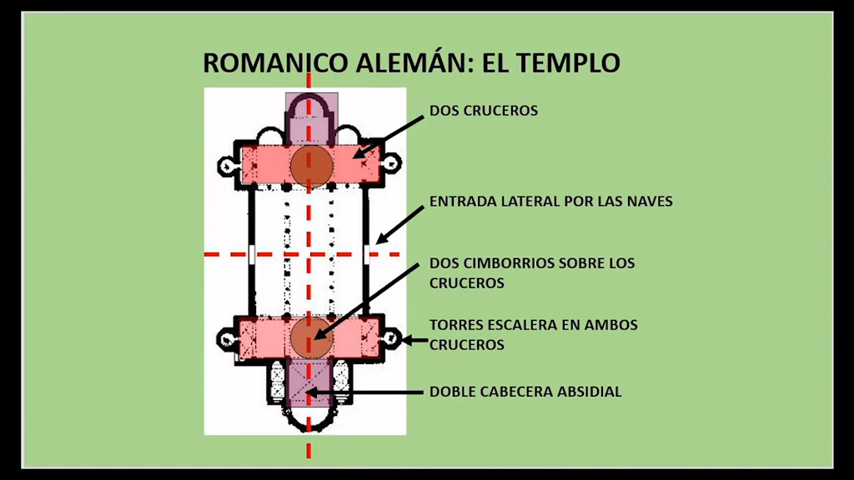 ROMANICO ALEMÁN: EL TEMPLO
DOS CRUCEROS
ENTRADA LATERAL POR LAS NAVES
DOS CIMBORRIOS SOBRE LOS
CRUCEROS
TORRES ESCALERA EN AMBOS
CRUCEROS
DOBLE CABECERA ABSIDIAL